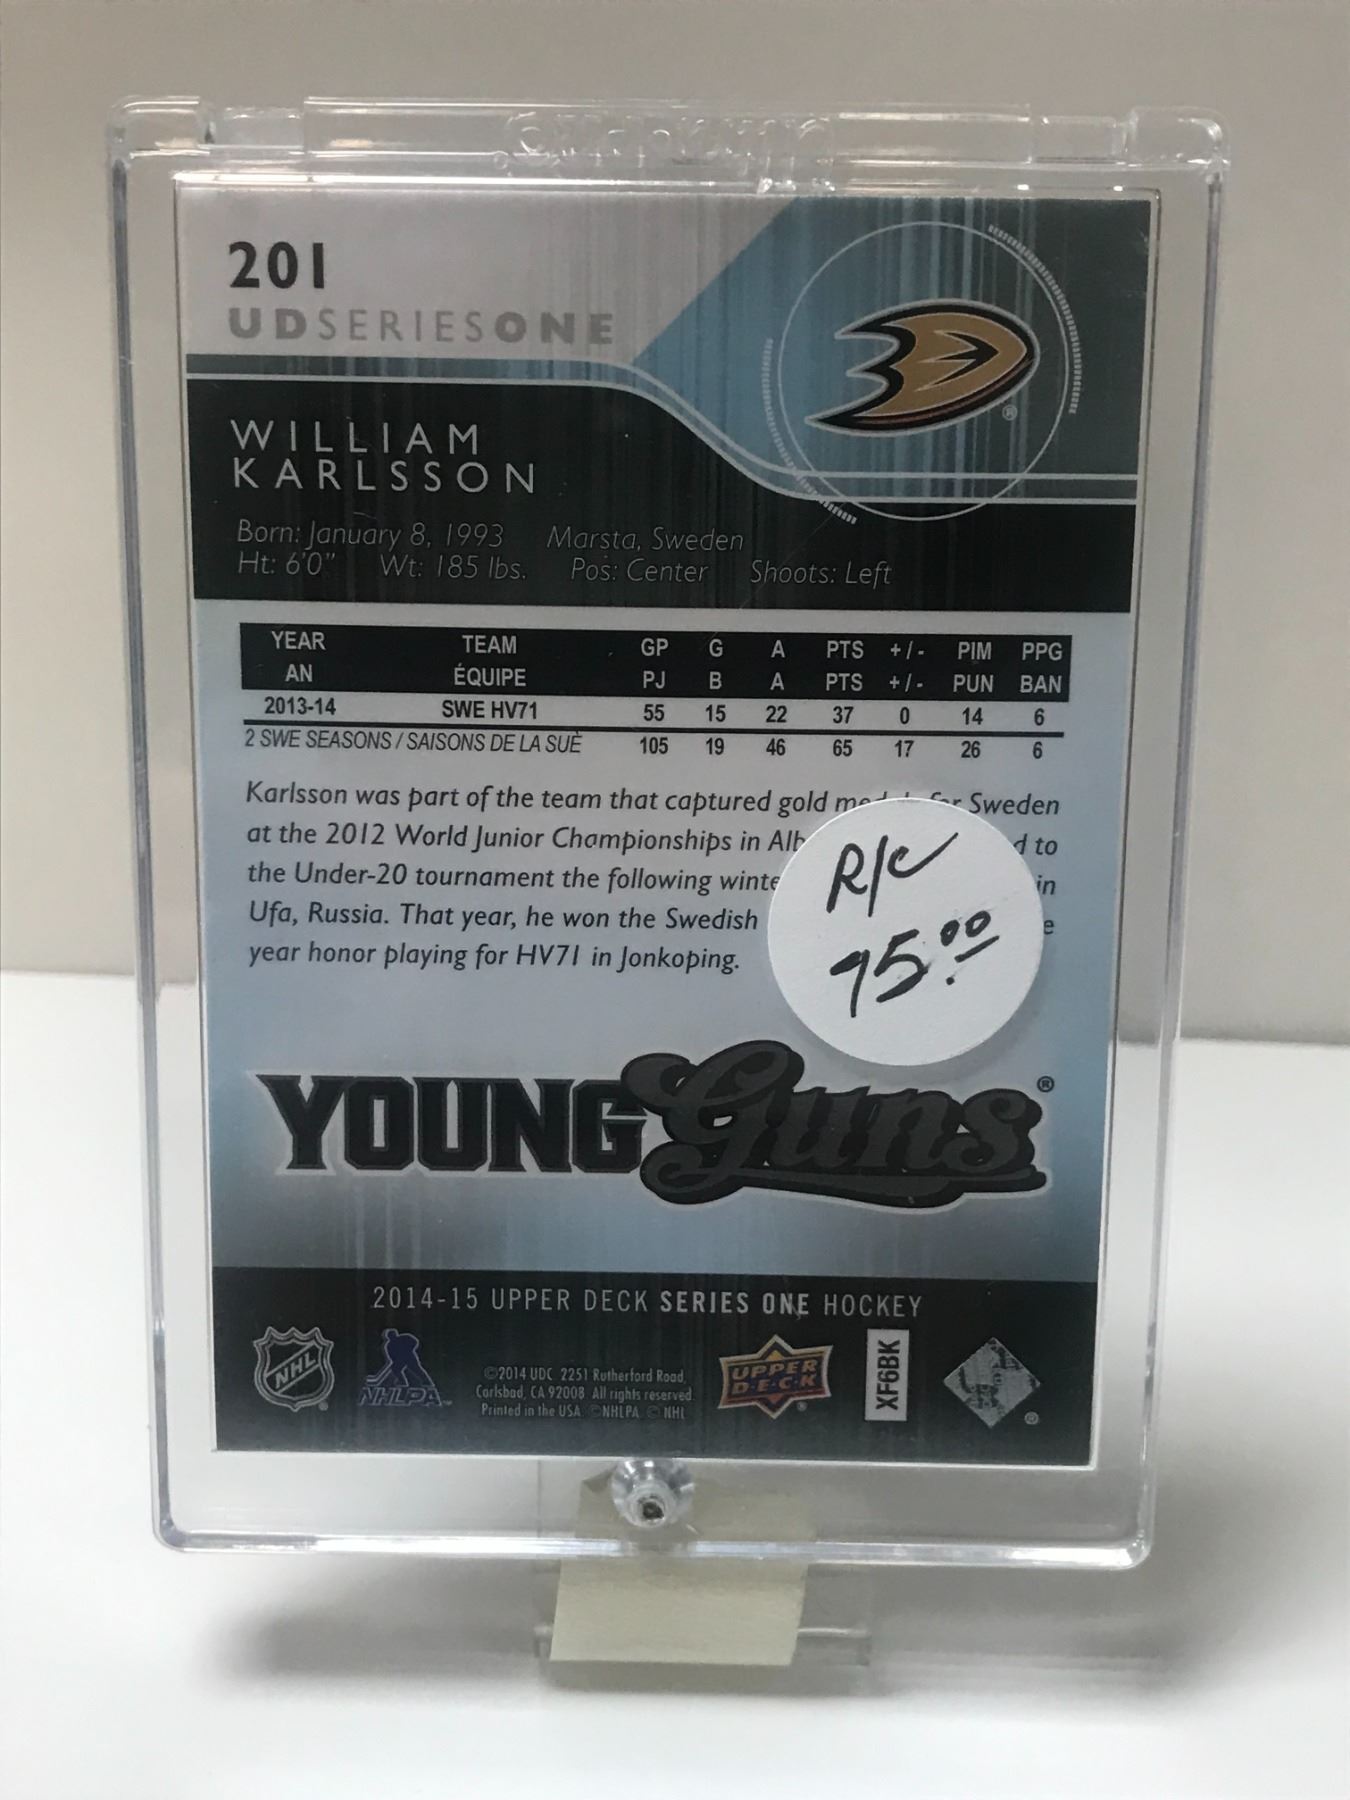 201
UDSERIESONE
WILLIAM
KARLSSON
Born: January 8, 1993 Marsta, Sweden
Ht: 6'0" Wt: 185 lbs. Pos: Center Shoots: Left
YEAR TEAM GP G A PTS +/- PIM PPG
AN ÉQUIPE PJ B A PTS +/- PUN BAN
2013-14 SWE HV71 55 15 22 37 0 14 6
2 SWE SEASONS / SAISONS DE LA SUÈ 105 19 46 65 17 26 6
Karlsson was part of the team that captured gold for Sweden
at the 2012 World Junior Championships in to
the Under-20 tournament the following in
Ufa, Russia. That year, he won the Swedish
year honor playing for HV71 in Jonkoping.
R/C
75.00
YOUNG Guns®
2014-15 UPPER DECK SERIES ONE HOCKEY
NHL
NHLPA
©2014 UDC 2251 Rutherford Road,
Carlsbad, CA 92008 All rights reserved
Printed in the USA ©NHLPA © NHL
UPPER
D·E·C·K
XF6BK